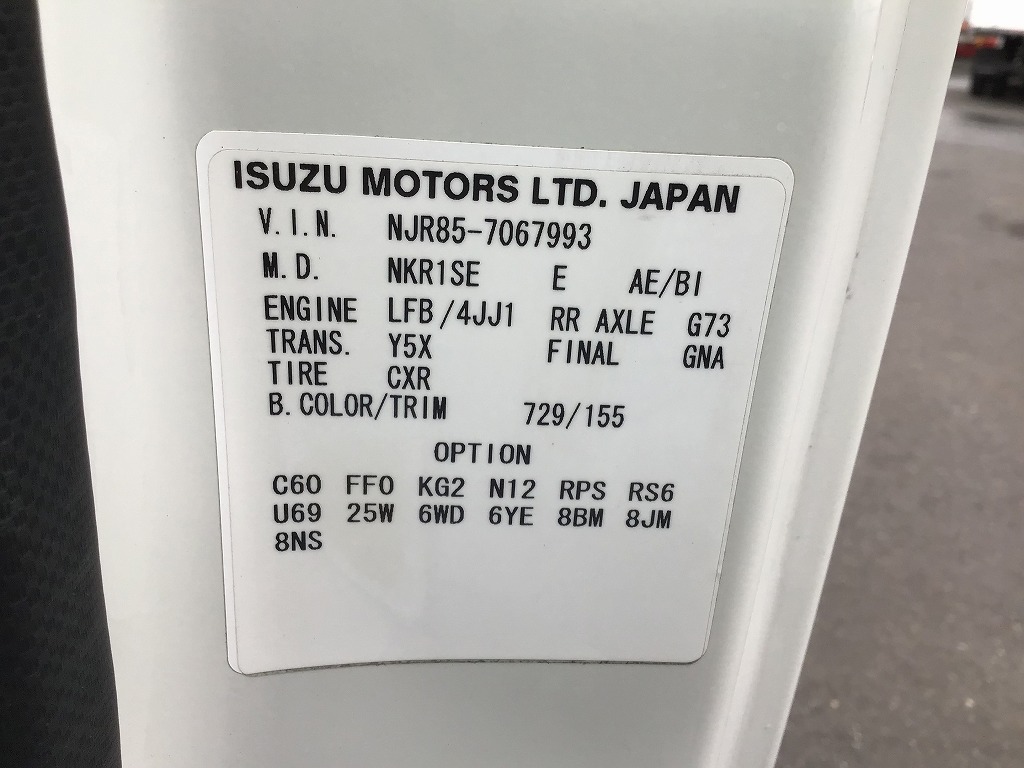 ISUZU MOTORS LTD. JAPAN
V.I.N. NJR85-7067993
M.D. NKR1SE E AE/BI
ENGINE LFB/4JJ1 RR AXLE G73
TRANS. Y5X FINAL GNA
TIRE CXR
B.COLOR/TRIM 729/155
OPTION
C60 FF0 KG2 N12 RPS RS6
U69 25W 6WD 6YE 8BM 8JM
8NS